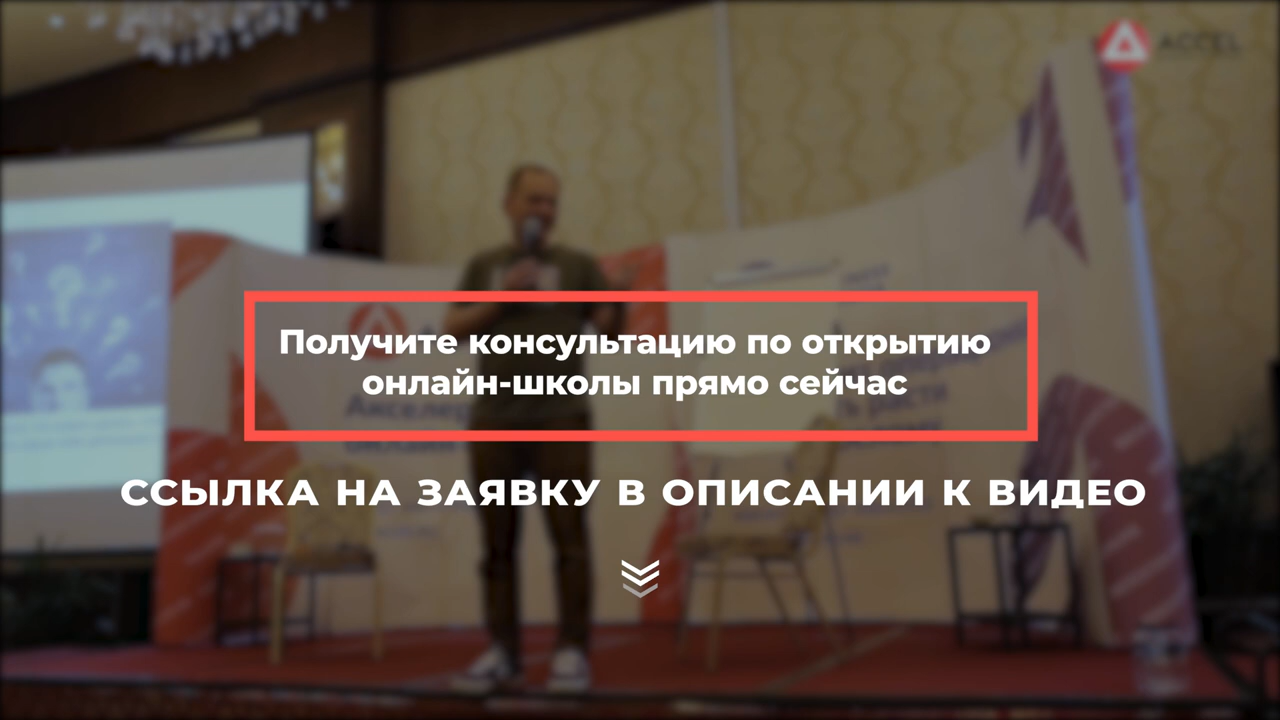 ACCEL
Получите консультацию по открытию
онлайн-школы прямо сейчас
ССЫЛКА НА ЗАЯВКУ В ОПИСАНИИ К ВИДЕО